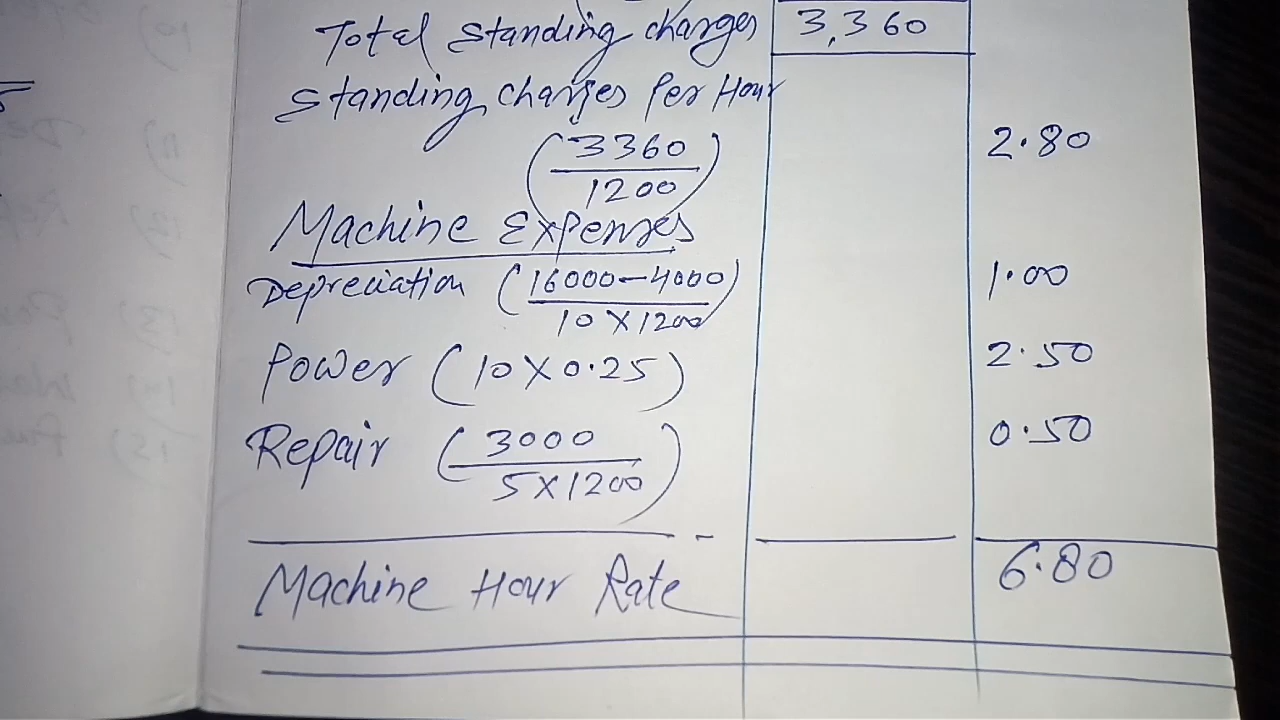 Total Standing charges 3,360
Standing charges Per Hour
(3360/1200) 2.80
Machine Expenses
Depreciation (16000-4000/10X1200) 1.00
Power (10X0.25) 2.50
Repair (3000/5X1200) 0.50
Machine Hour Rate 6.80